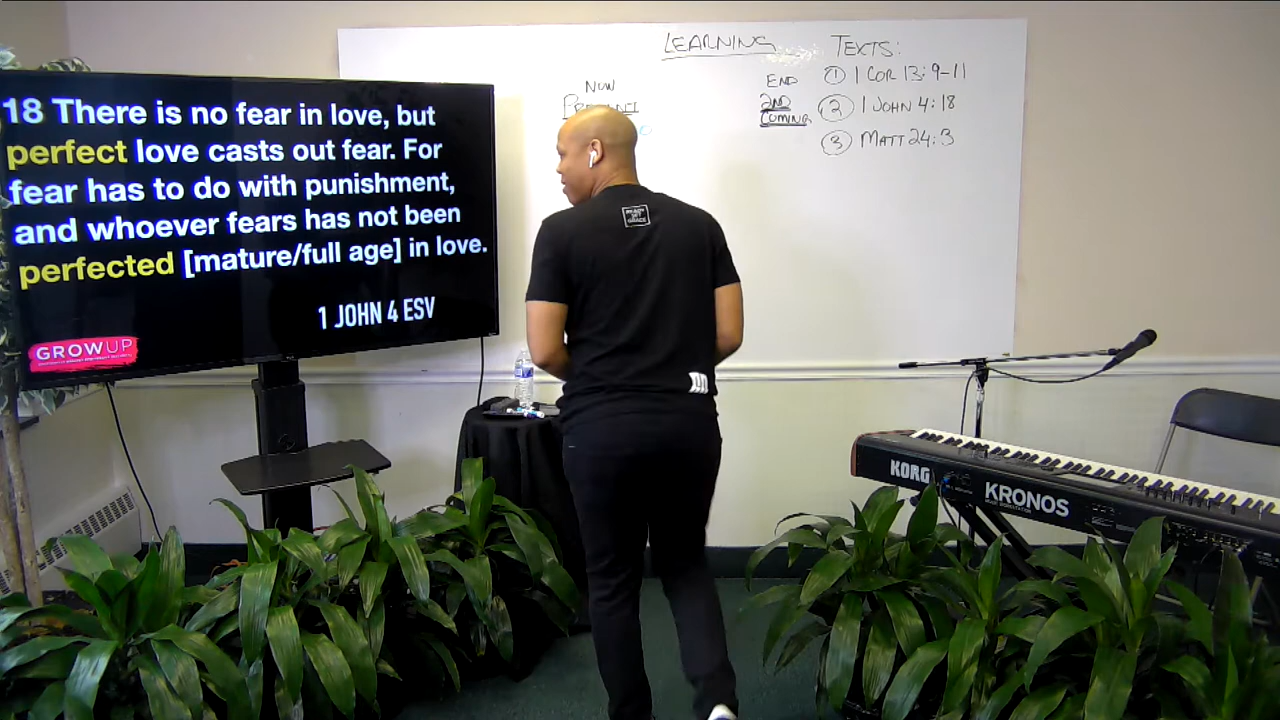 18 There is no fear in love, but
perfect love casts out fear. For
fear has to do with punishment,
and whoever fears has not been
perfected [mature/full age] in love.
1 JOHN 4 ESV
GROWUP
LEARNING
NOW
END
2ND
COMING
TEXTS:
① 1 COR 13:9-11
② 1 JOHN 4:18
③ MATT 24:3
READY
SET
GRACE
KORG
KRONOS